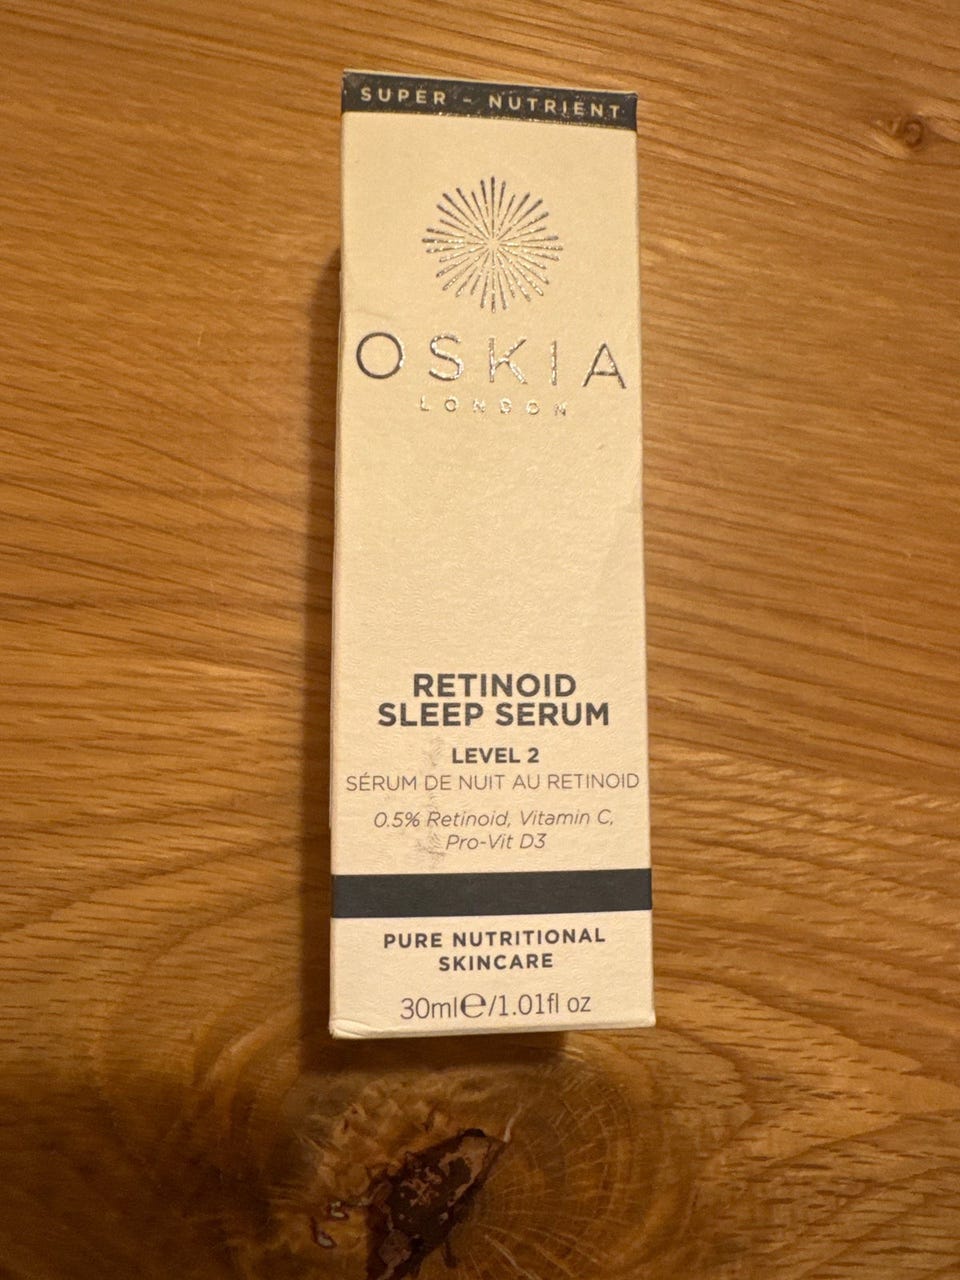 SUPER - NUTRIENT
OSKIA
LONDON
RETINOID
SLEEP SERUM
LEVEL 2
SÉRUM DE NUIT AU RETINOID
0.5% Retinoid, Vitamin C,
Pro-Vit D3
PURE NUTRITIONAL
SKINCARE
30ml℮/1.01fl oz